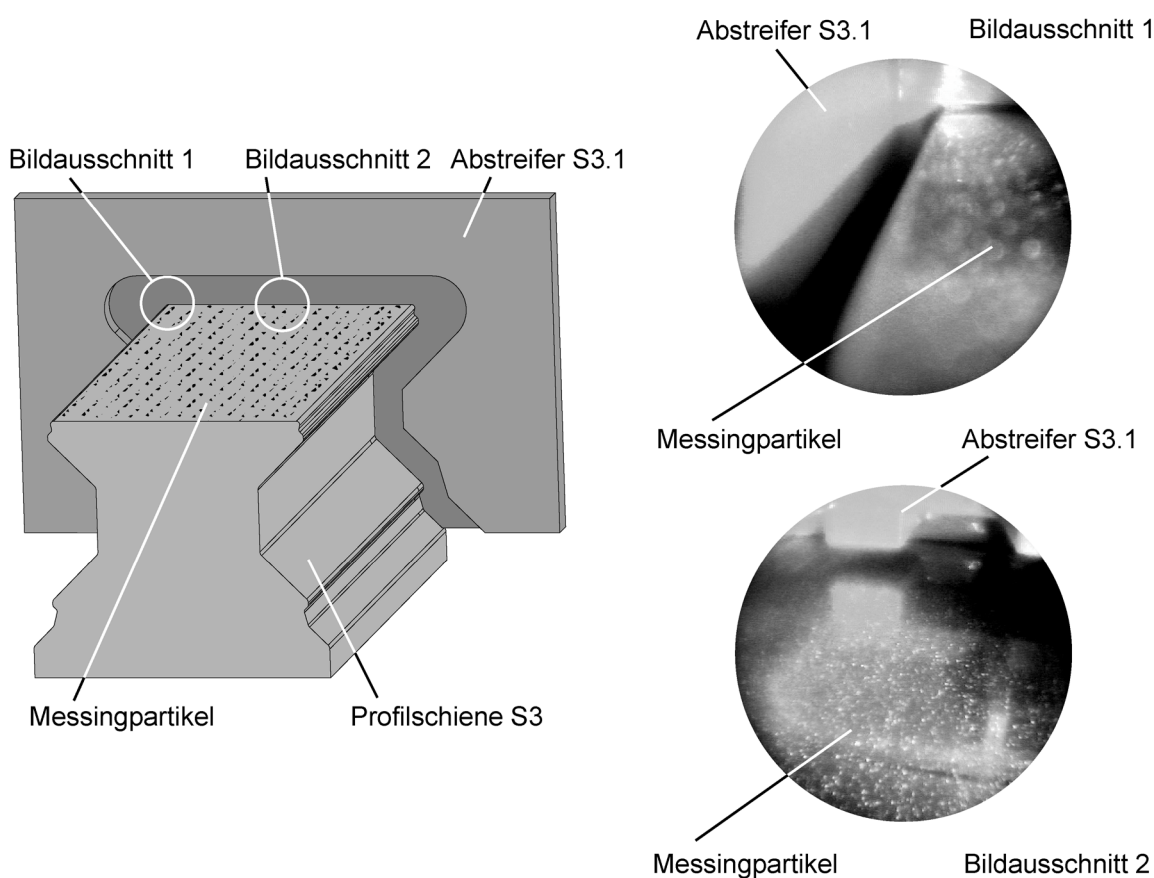 Abstreifer S3.1
Bildausschnitt 1
Bildausschnitt 1
Bildausschnitt 2
Abstreifer S3.1
Messingpartikel
Abstreifer S3.1
Messingpartikel
Profilschiene S3
Messingpartikel
Bildausschnitt 2